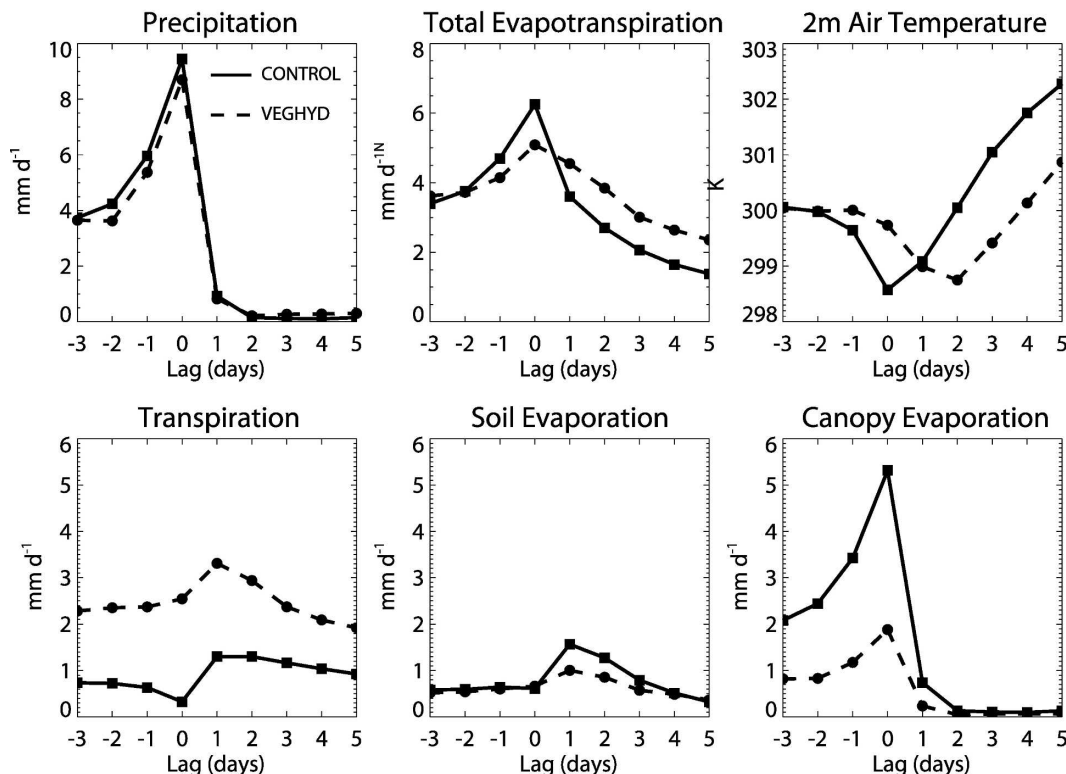 Precipitation
10
8
6
4
2
0
mm d-1
CONTROL
VEGHYD
-3 -2 -1 0 1 2 3 4 5
Lag (days)
Total Evapotranspiration
8
6
4
2
0
mm d-1N
-3 -2 -1 0 1 2 3 4 5
Lag (days)
2m Air Temperature
303
302
301
300
299
298
K
-3 -2 -1 0 1 2 3 4 5
Lag (days)
Transpiration
6
5
4
3
2
1
0
mm d-1
-3 -2 -1 0 1 2 3 4 5
Lag (days)
Soil Evaporation
6
5
4
3
2
1
0
mm d-1
-3 -2 -1 0 1 2 3 4 5
Lag (days)
Canopy Evaporation
6
5
4
3
2
1
0
mm d-1
-3 -2 -1 0 1 2 3 4 5
Lag (days)